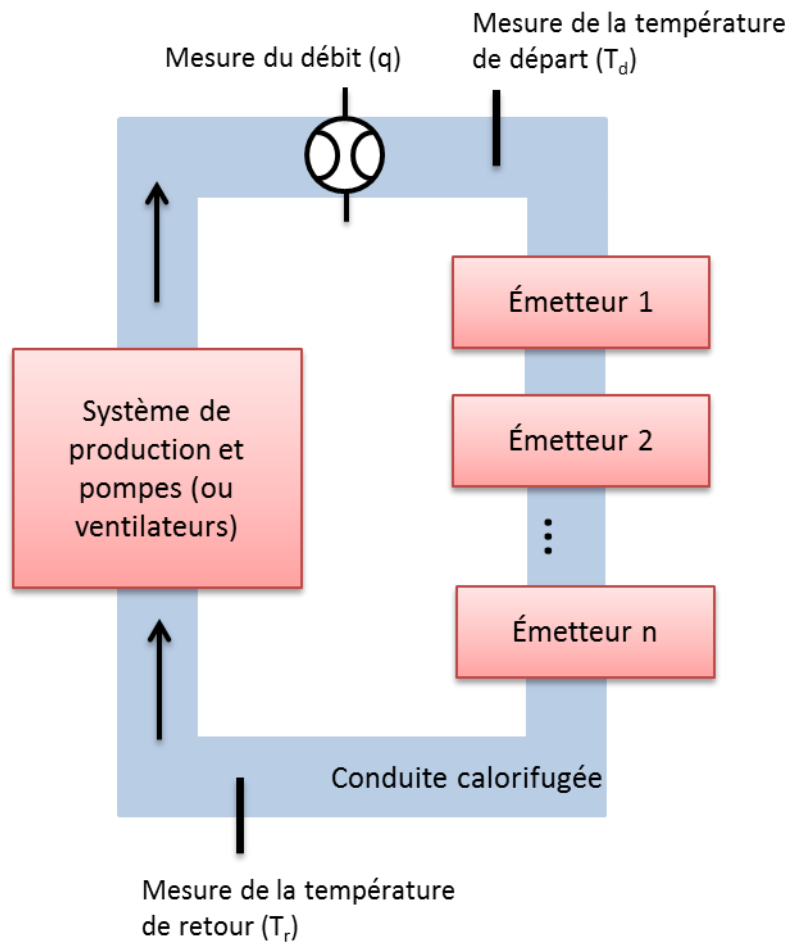 Mesure de la température
de départ (Td)
Mesure du débit (q)
Émetteur 1
Système de
production et
pompes (ou
ventilateurs)
Émetteur 2
Émetteur n
Conduite calorifugée
Mesure de la température
de retour (Tr)